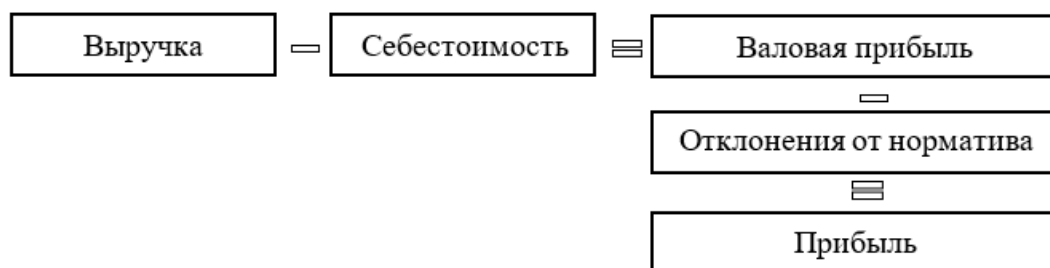 Выручка
Себестоимость
Валовая прибыль
Отклонения от норматива
Прибыль